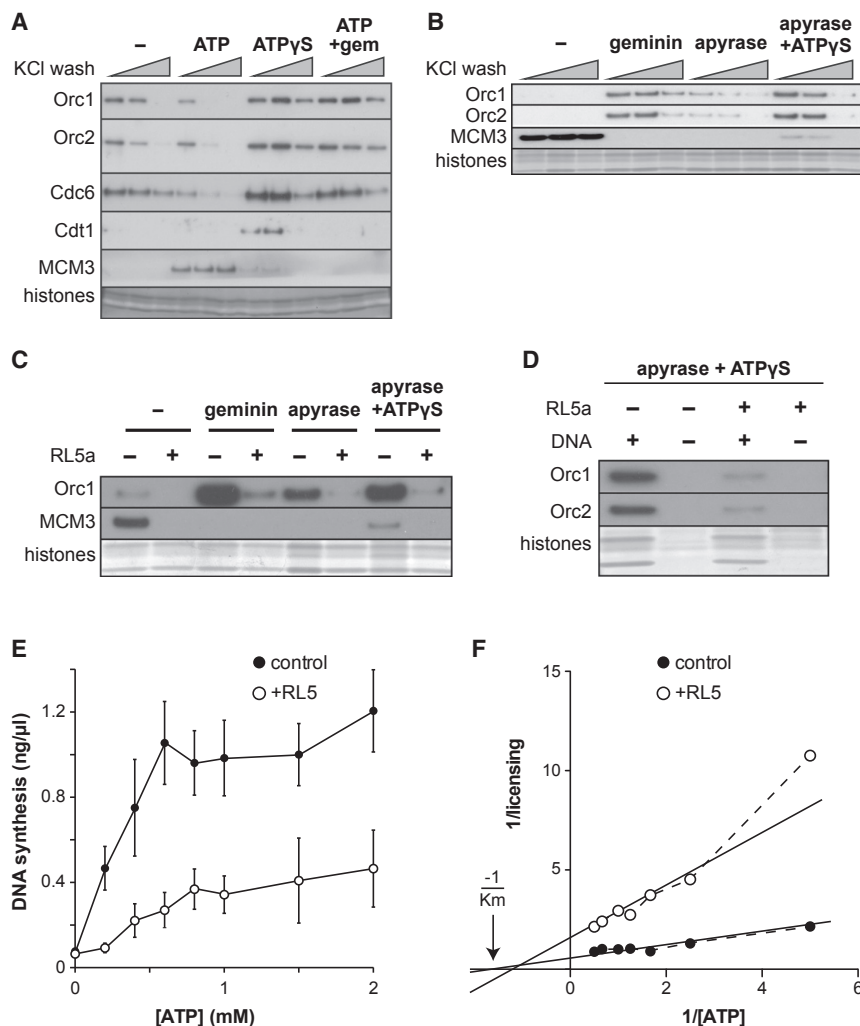 A
– ATP ATPγS ATP +gem
KCl wash
Orc1
Orc2
Cdc6
Cdt1
MCM3
histones
B
– geminin apyrase apyrase +ATPγS
KCl wash
Orc1
Orc2
MCM3
histones
C
– geminin apyrase apyrase +ATPγS
RL5a – + – + – + – +
Orc1
MCM3
histones
D
apyrase + ATPγS
RL5a – – + +
DNA + – + –
Orc1
Orc2
histones
E
control
+RL5
DNA synthesis (ng/µl)
1.2
0.8
0.4
0
0 1 2
[ATP] (mM)
F
control
+RL5
1/licensing
15
10
5
-1
Km
0 2 4 6
1/[ATP]